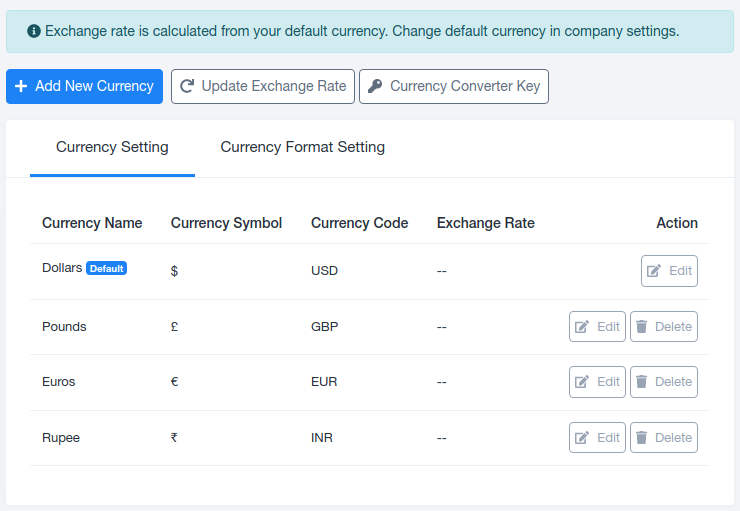 Exchange rate is calculated from your default currency. Change default currency in company settings.
Add New Currency Update Exchange Rate Currency Converter Key
Currency Setting Currency Format Setting
Currency Name Currency Symbol Currency Code Exchange Rate Action
Dollars Default $ USD -- Edit
Pounds £ GBP -- Edit Delete
Euros € EUR -- Edit Delete
Rupee ₹ INR -- Edit Delete